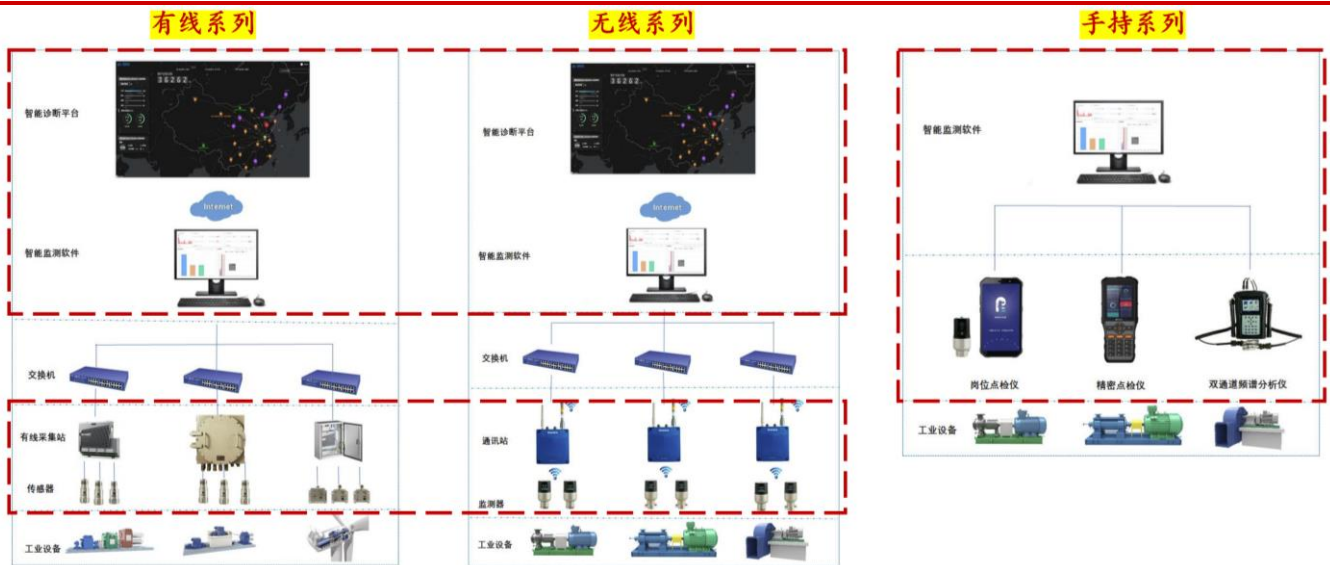 有线系列
无线系列
手持系列
智能诊断平台
36262
Internet
智能监测软件
交换机
有线采集站
传感器
工业设备
智能诊断平台
36262
Internet
智能监测软件
交换机
通讯站
监测器
工业设备
智能监测软件
岗位点检仪
精密点检仪
双通道频谱分析仪
工业设备